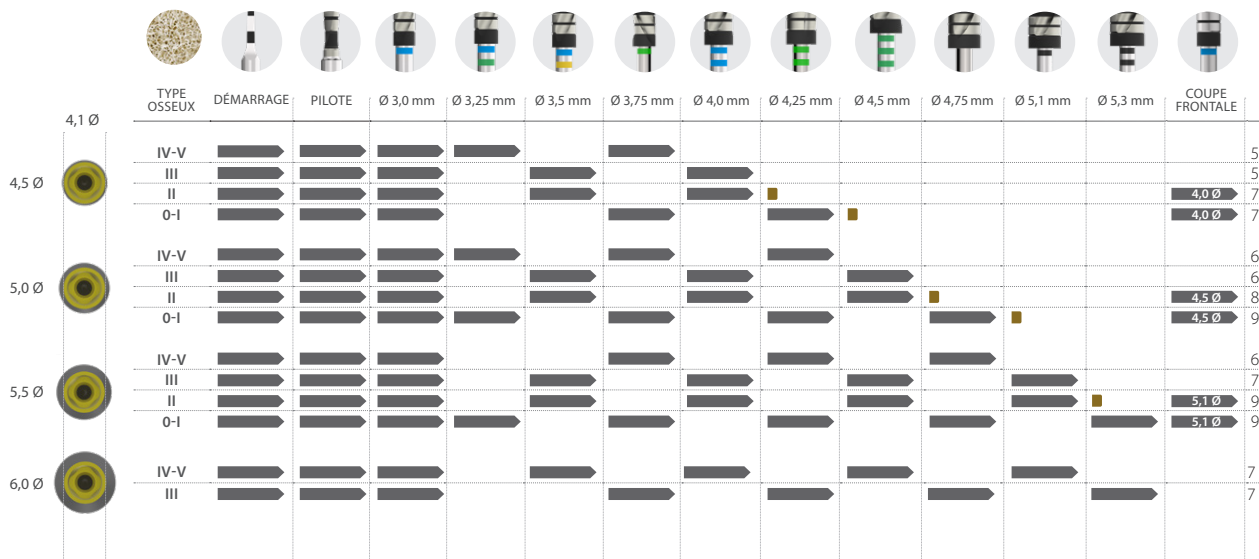 TYPE OSSEUX DÉMARRAGE PILOTE Ø 3,0 mm Ø 3,25 mm Ø 3,5 mm Ø 3,75 mm Ø 4,0 mm Ø 4,25 mm Ø 4,5 mm Ø 4,75 mm Ø 5,1 mm Ø 5,3 mm COUPE FRONTALE
4,1 Ø
IV-V 5
III 5
4,5 Ø
II 4,0 Ø 7
0-I 4,0 Ø 7
IV-V 6
III 6
5,0 Ø
II 4,5 Ø 8
0-I 4,5 Ø 9
IV-V 6
III 7
5,5 Ø
II 5,1 Ø 9
0-I 5,1 Ø 9
IV-V 7
6,0 Ø
III 7